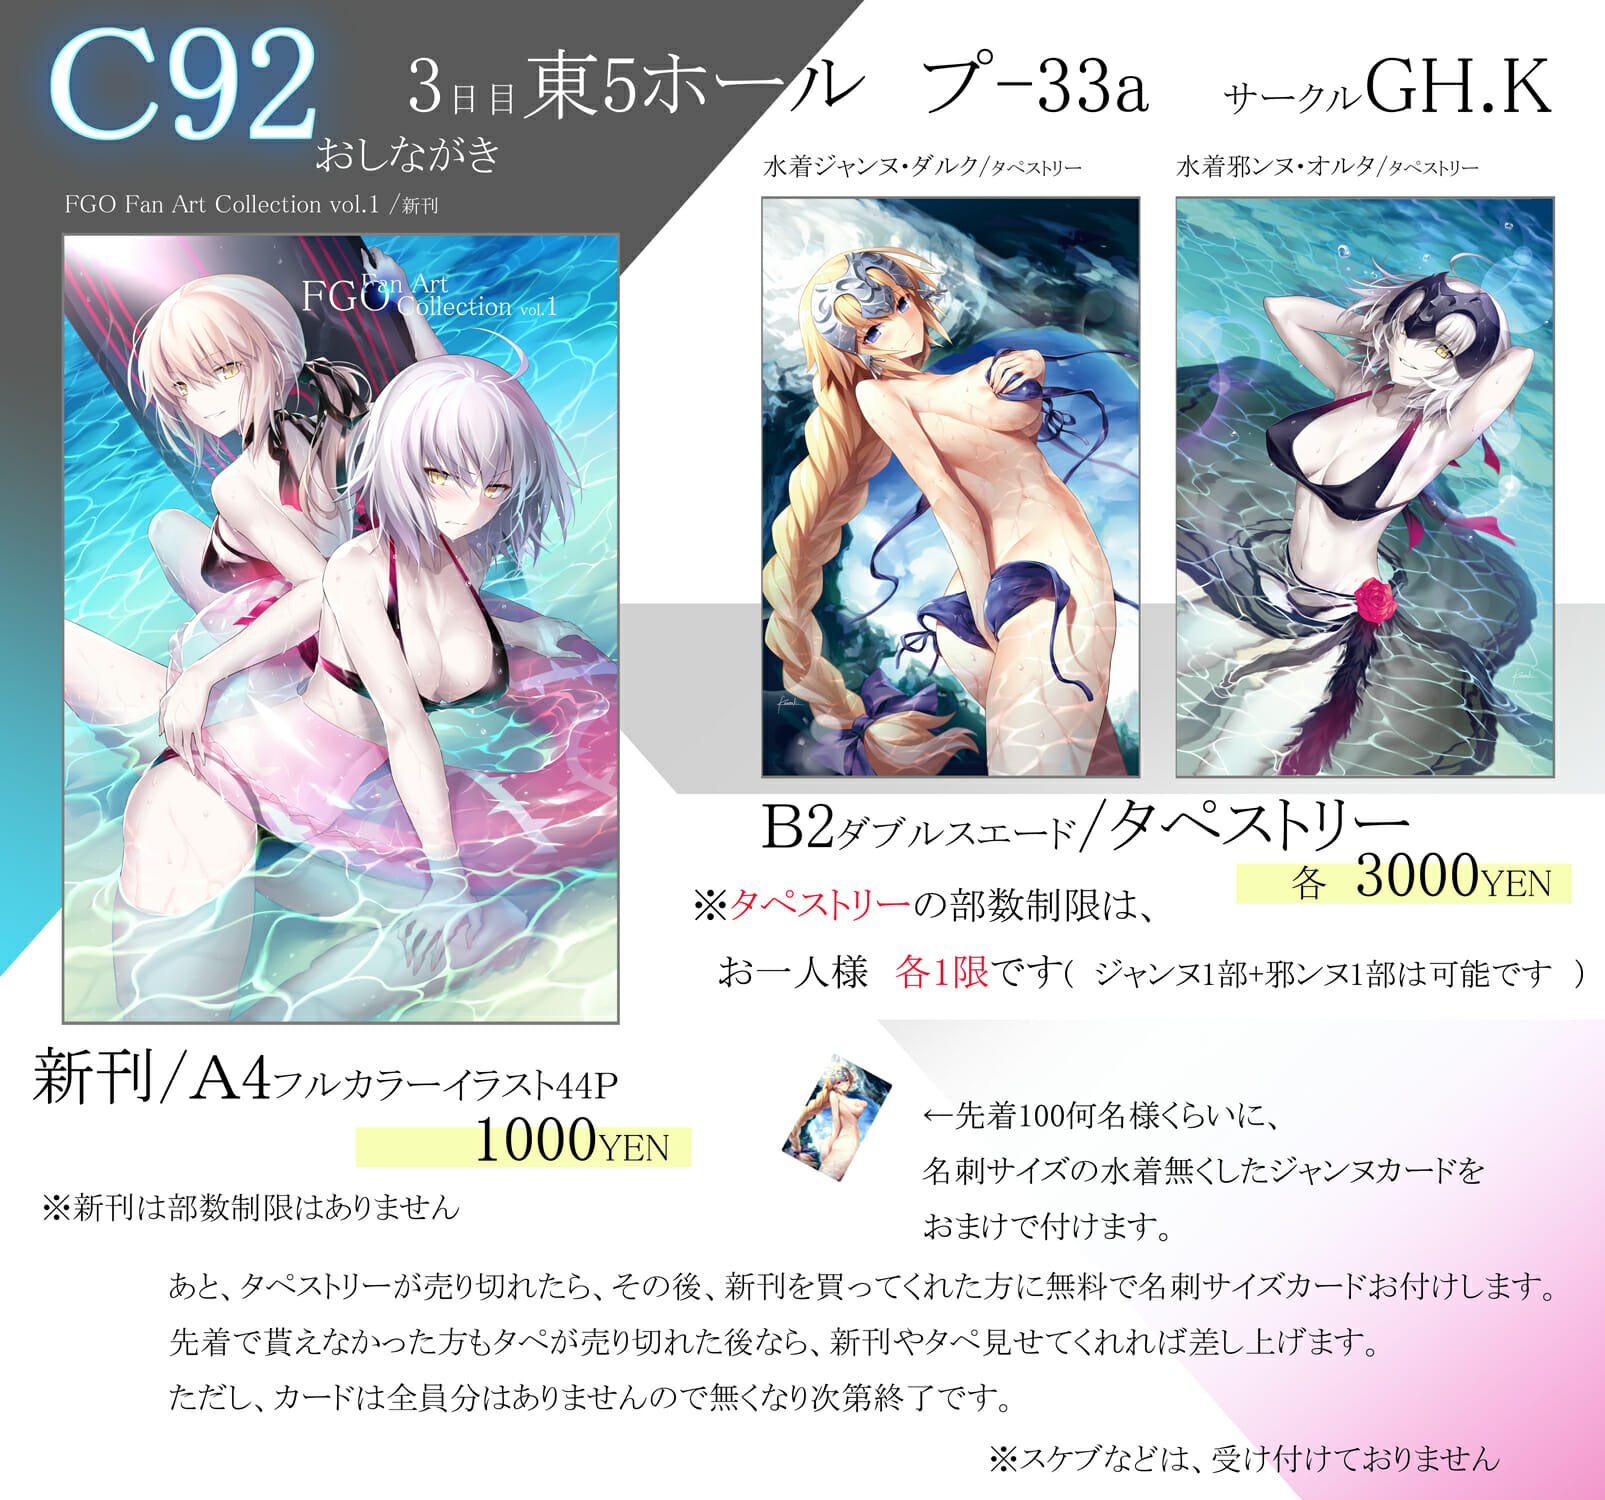 C92
おしながき
3日目 東5ホール プ-33a サークルGH.K
FGO Fan Art Collection vol.1 /新刊
FGO Fan Art Collection vol.1
水着ジャンヌ・ダルク/タペストリー
水着邪ンヌ・オルタ/タペストリー
B2ダブルスエード/タペストリー
各 3000YEN
※タペストリーの部数制限は、
お一人様 各1限です( ジャンヌ1部+邪ンヌ1部は可能です )
新刊/A4フルカラーイラスト44P
1000YEN
※新刊は部数制限はありません
←先着100何名様くらいに、
名刺サイズの水着無くしたジャンヌカードを
おまけで付けます。
あと、タペストリーが売り切れたら、その後、新刊を買ってくれた方に無料で名刺サイズカードお付けします。
先着で貰えなかった方もタペが売り切れた後なら、新刊やタペ見せてくれれば差し上げます。
ただし、カードは全員分はありませんので無くなり次第終了です。
※スケブなどは、受け付けておりません